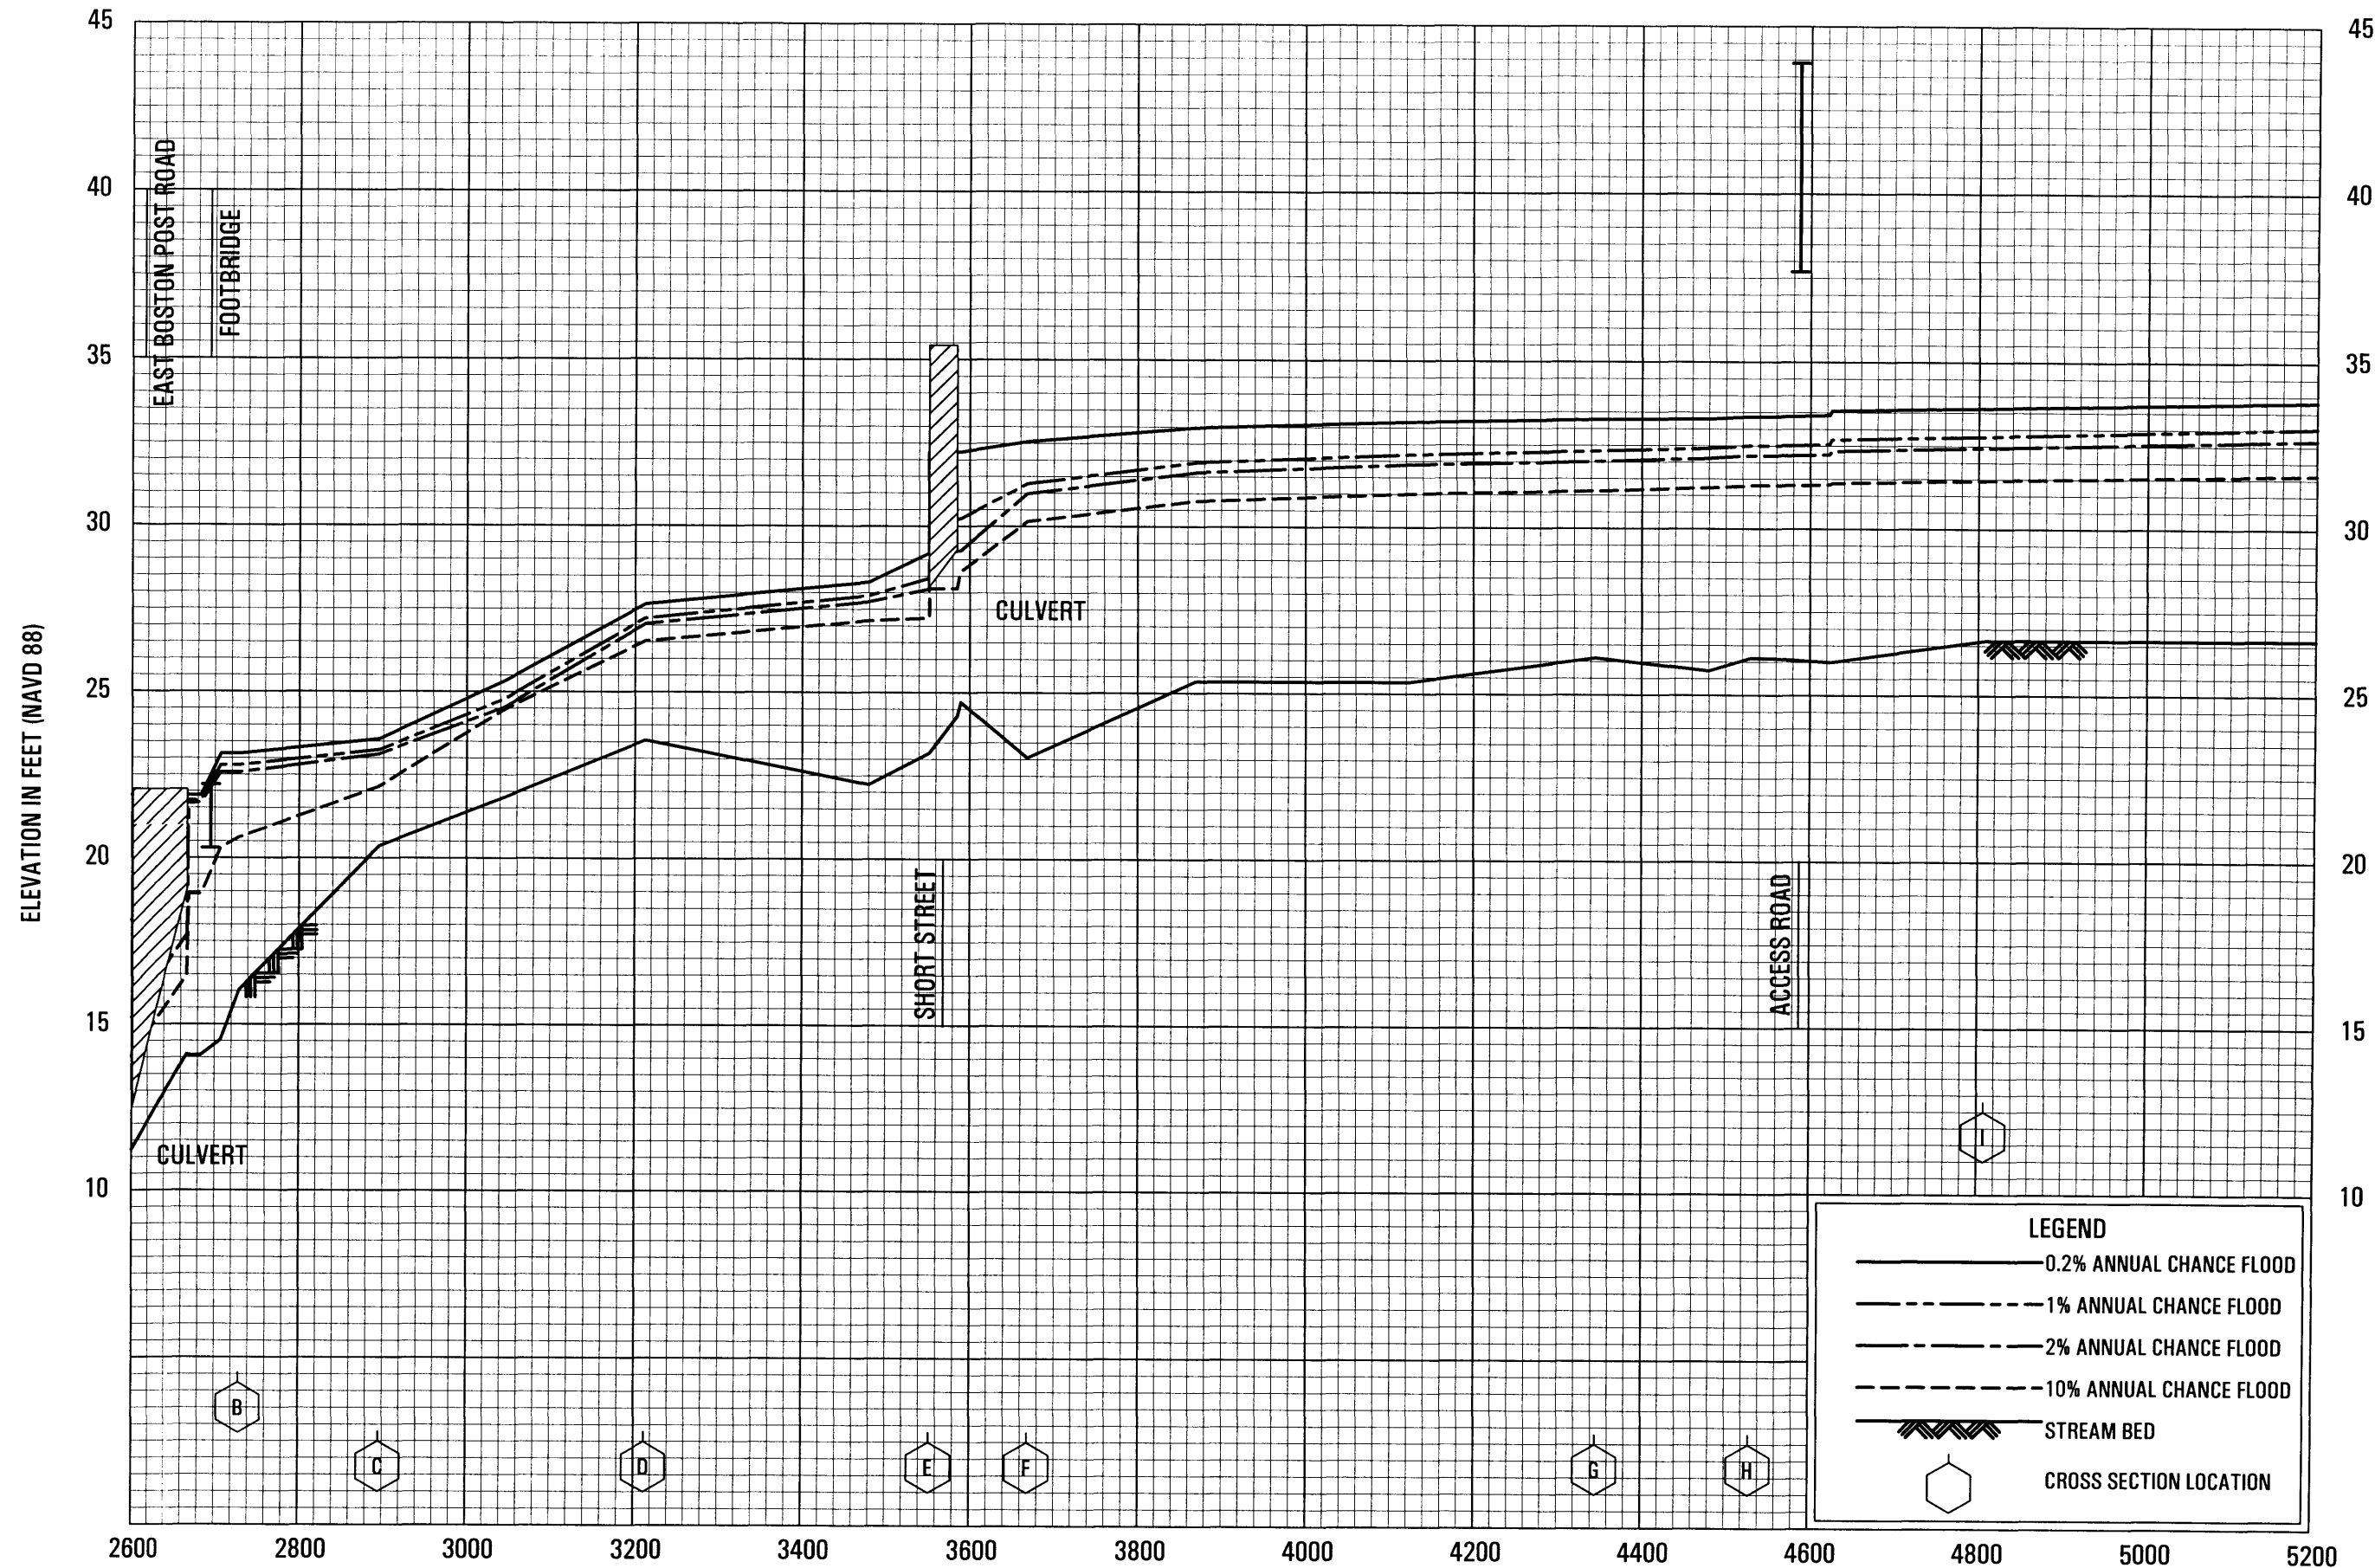 45
45
EAST BOSTON POST ROAD
FOOTBRIDGE
40
40
35
35
30
30
CULVERT
ELEVATION IN FEET (NAVD 88)
25
25
20
20
SHORT STREET
ACCESS ROAD
15
15
CULVERT
I
10
10
LEGEND
0.2% ANNUAL CHANCE FLOOD
1% ANNUAL CHANCE FLOOD
2% ANNUAL CHANCE FLOOD
10% ANNUAL CHANCE FLOOD
STREAM BED
CROSS SECTION LOCATION
B
C
D
E
F
G
H
2600
2800
3000
3200
3400
3600
3800
4000
4200
4400
4600
4800
5000
5200